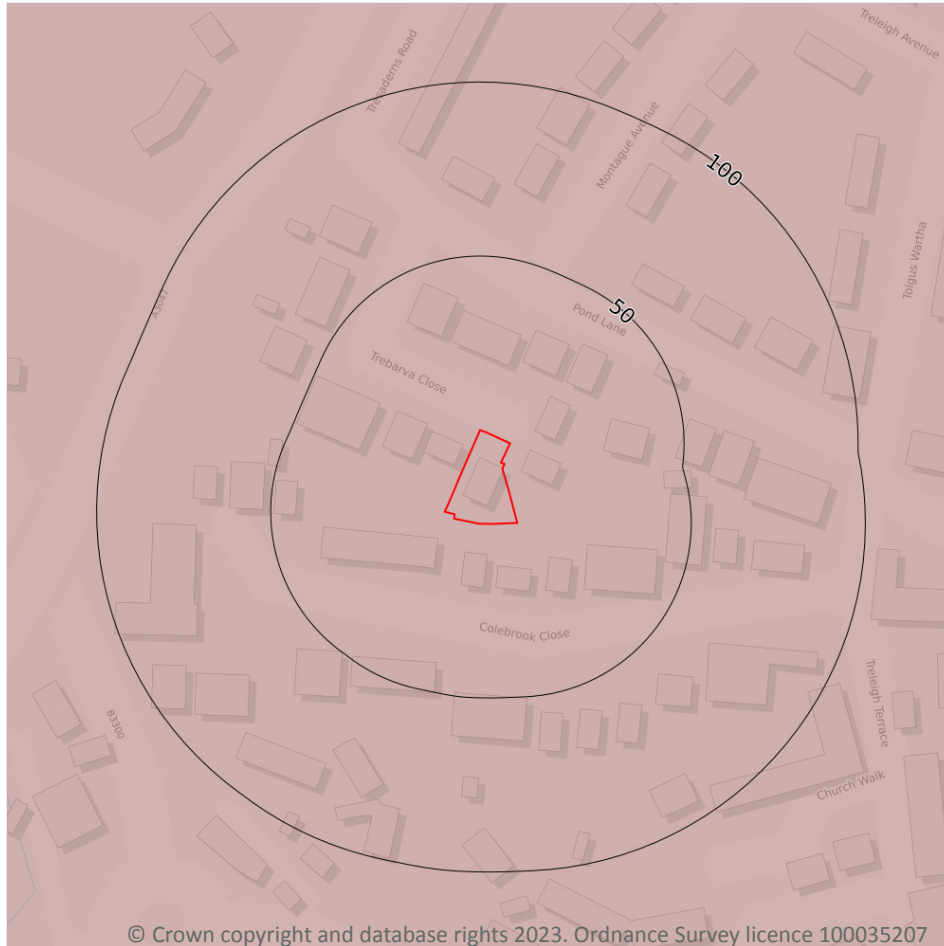 Treleigh Avenue
Tresaderns Road
Montague Avenue
100
Tolgus Wartha
A3047
50
Pond Lane
Trebarva Close
Colebrook Close
Treleigh Terrace
B3300
Church Walk
© Crown copyright and database rights 2023. Ordnance Survey licence 100035207